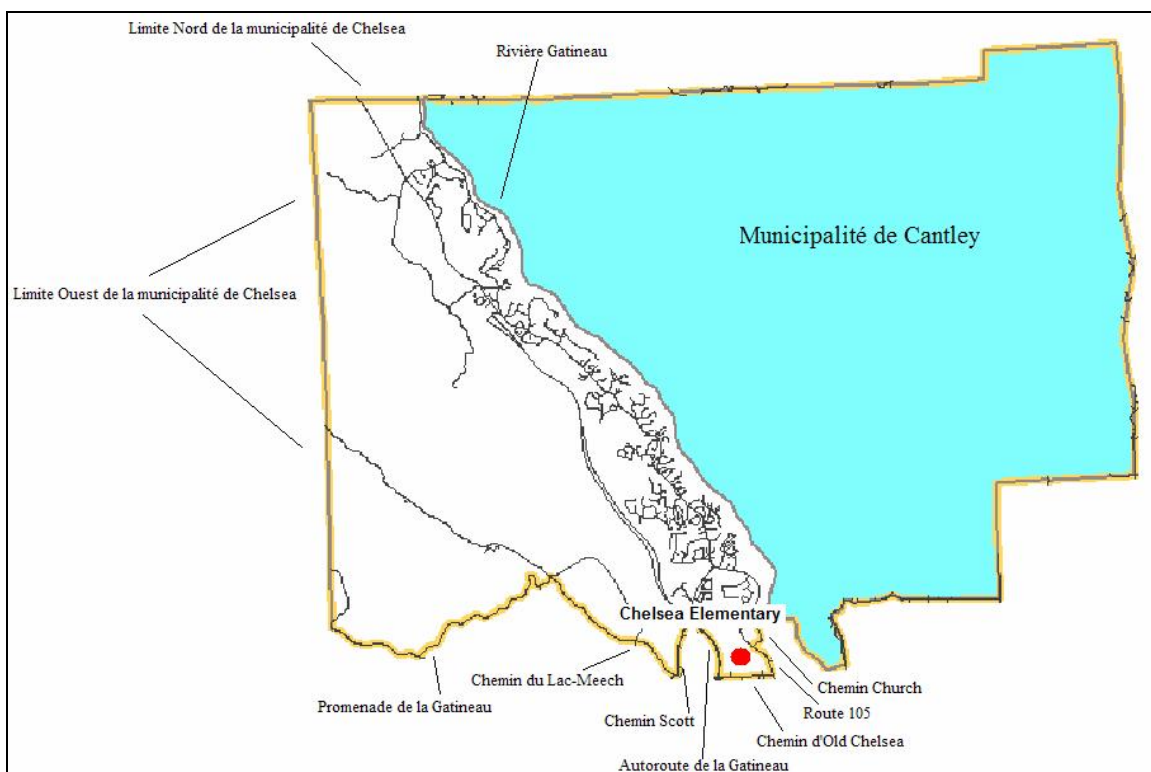 Limite Nord de la municipalité de Chelsea
Rivière Gatineau
Municipalité de Cantley
Limite Ouest de la municipalité de Chelsea
Chelsea Elementary
Chemin du Lac-Meech
Chemin Church
Promenade de la Gatineau
Route 105
Chemin Scott
Chemin d'Old Chelsea
Autoroute de la Gatineau